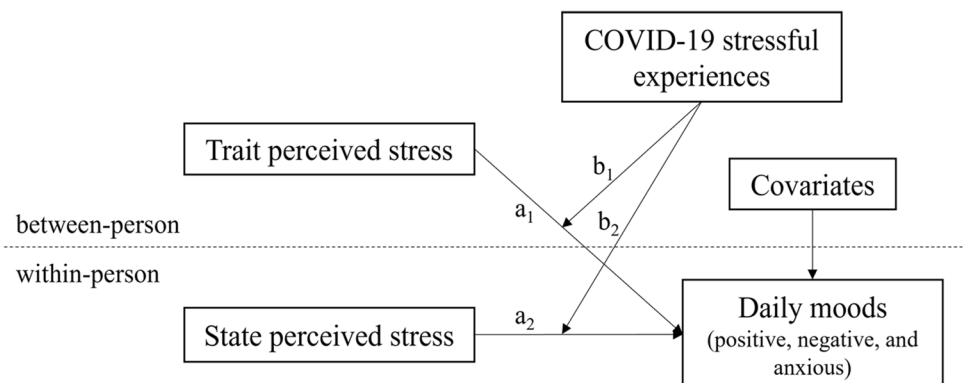 COVID-19 stressful
experiences
Trait perceived stress
b₁
Covariates
a₁
b₂
between-person
within-person
Daily moods
a₂
State perceived stress
(positive, negative, and
anxious)